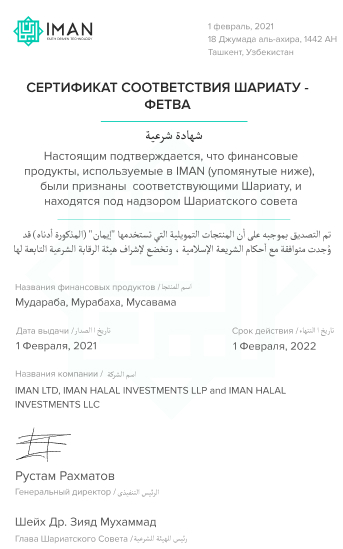 IMAN
FAITH DRIVEN TECHNOLOGY
1 февраль, 2021
18 Джумада аль-ахира, 1442 AH
Ташкент, Узбекистан
СЕРТИФИКАТ СООТВЕТСТВИЯ ШАРИАТУ -
ФЕТВА
شهادة شرعية
Настоящим подтверждается, что финансовые
продукты, используемые в IMAN (упомянутые ниже),
были признаны соответствующими Шариату, и
находятся под надзором Шариатского совета
تم التصديق بموجبه على أن المنتجات التمويلية التي تستخدمها "إيمان" (المذكورة أدناه) قد
وُجدت متوافقة مع أحكام الشريعة الإسلامية ، وتخضع لإشراف هيئة الرقابة الشرعية التابعة لها
Названия финансовых продуктов / اسم المنتجا
Мудараба, Мурабаха, Мусавама
Дата выдачи / تاريخ ا الصدار
Срок действия / تاريخ ا النتهاء
1 Февраля, 2021
1 Февраля, 2022
Названия компании / اسم الشركة
IMAN LTD, IMAN HALAL INVESTMENTS LLP and IMAN HALAL
INVESTMENTS LLC
Рустам Рахматов
Генеральный директор / الرئيس التنفيذي
Шейх Др. Зияд Мухаммад
Глава Шариатского Совета / رئيس الهيئة الشرعية